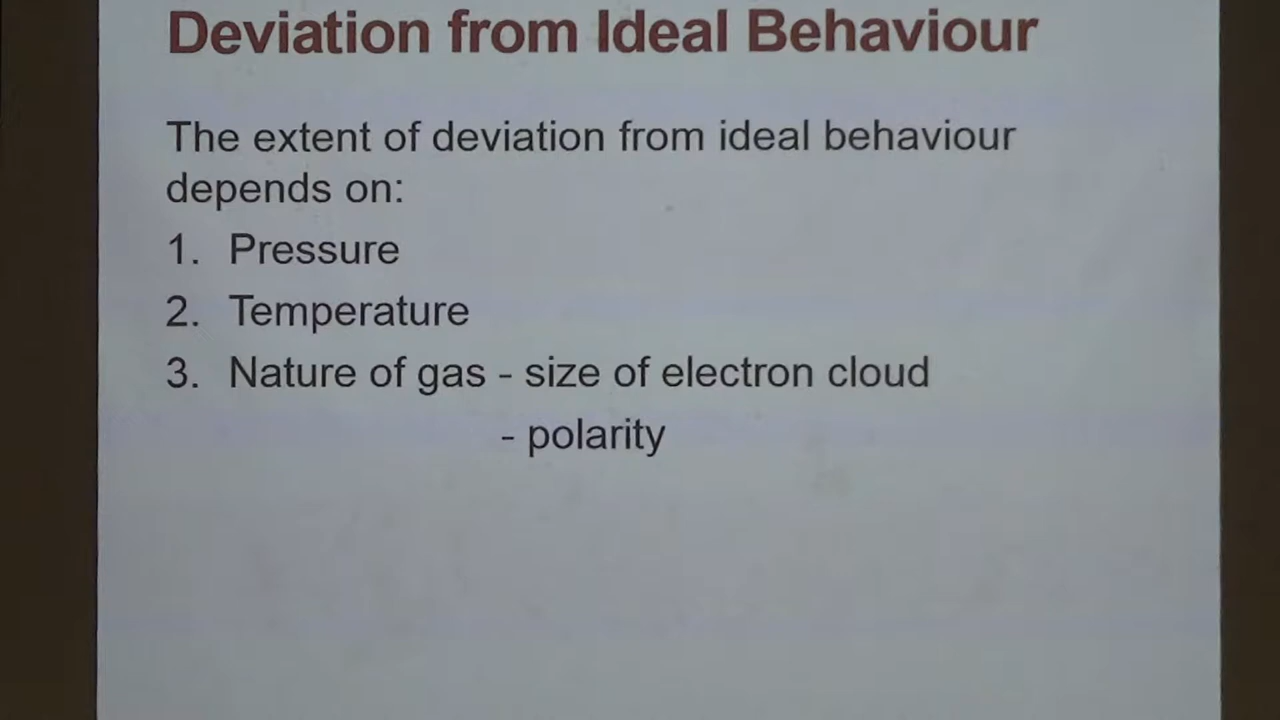 Deviation from Ideal Behaviour
The extent of deviation from ideal behaviour
depends on:
1. Pressure
2. Temperature
3. Nature of gas - size of electron cloud
- polarity